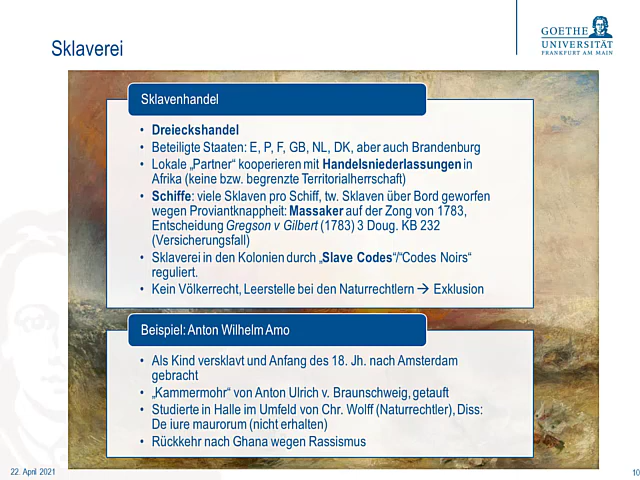 Sklaverei
GOETHE
UNIVERSITÄT
FRANKFURT AM MAIN
Sklavenhandel
• Dreieckshandel
• Beteiligte Staaten: E, P, F, GB, NL, DK, aber auch Brandenburg
• Lokale „Partner“ kooperieren mit Handelsniederlassungen in
Afrika (keine bzw. begrenzte Territorialherrschaft)
• Schiffe: viele Sklaven pro Schiff, tw. Sklaven über Bord geworfen
wegen Proviantknappheit: Massaker auf der Zong von 1783,
Entscheidung Gregson v Gilbert (1783) 3 Doug. KB 232
(Versicherungsfall)
• Sklaverei in den Kolonien durch „Slave Codes“/“Codes Noirs“
reguliert.
• Kein Völkerrecht, Leerstelle bei den Naturrechtlern → Exklusion
Beispiel: Anton Wilhelm Amo
• Als Kind versklavt und Anfang des 18. Jh. nach Amsterdam
gebracht
• „Kammermohr“ von Anton Ulrich v. Braunschweig, getauft
• Studierte in Halle im Umfeld von Chr. Wolff (Naturrechtler), Diss:
De iure maurorum (nicht erhalten)
• Rückkehr nach Ghana wegen Rassismus
22. April 2021
10